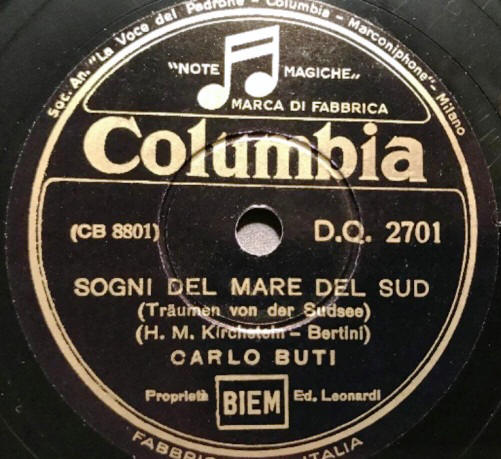 Soc. An. "La Voce del Padrone - Columbia - Marconiphone" - Milano
"NOTE MAGICHE"
MARCA DI FABBRICA
Columbia
(CB 8801) D.Q. 2701
SOGNI DEL MARE DEL SUD
(Träumen von der Sudsee)
(H. M. Kirchstein - Bertini)
CARLO BUTI
Proprietà BIEM Ed. Leonardi
ITALIA